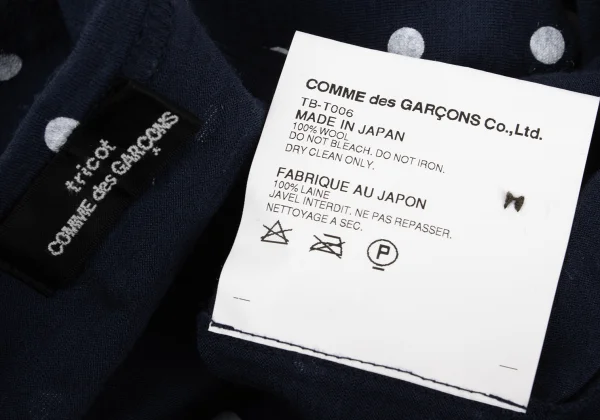 tricot
COMME des GARÇONS
COMME des GARÇONS Co.,Ltd.
TB-T006
MADE IN JAPAN
100% WOOL
DO NOT BLEACH. DO NOT IRON.
DRY CLEAN ONLY.
FABRIQUE AU JAPON
100% LAINE
JAVEL INTERDIT. NE PAS REPASSER.
NETTOYAGE A SEC.
P